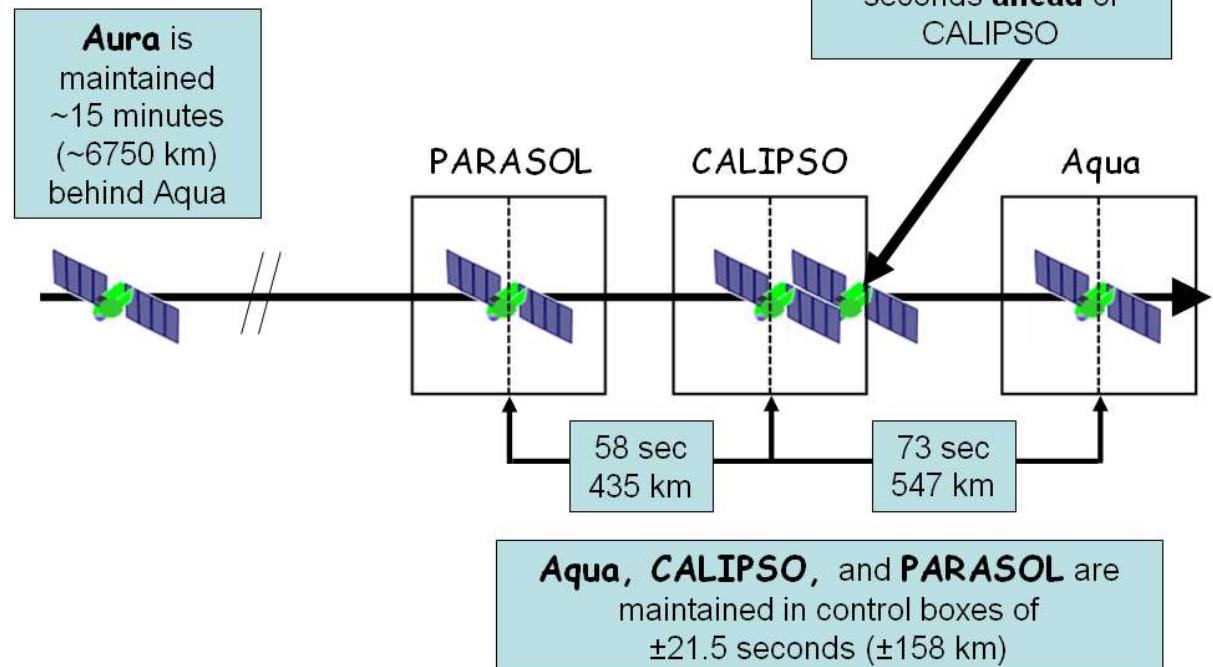 seconds ahead of
CALIPSO
Aura is
maintained
~15 minutes
(~6750 km)
behind Aqua
PARASOL
CALIPSO
Aqua
58 sec
435 km
73 sec
547 km
Aqua, CALIPSO, and PARASOL are
maintained in control boxes of
±21.5 seconds (±158 km)